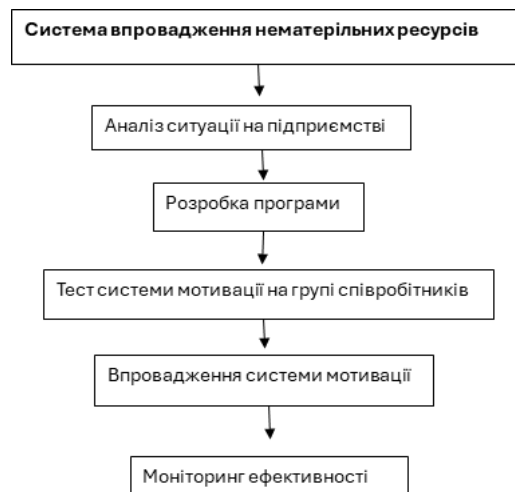 Система впровадження нематерільних ресурсів
Аналіз ситуації на підприємстві
Розробка програми
Тест системи мотивації на групі співробітників
Впровадження системи мотивації
Моніторинг ефективності